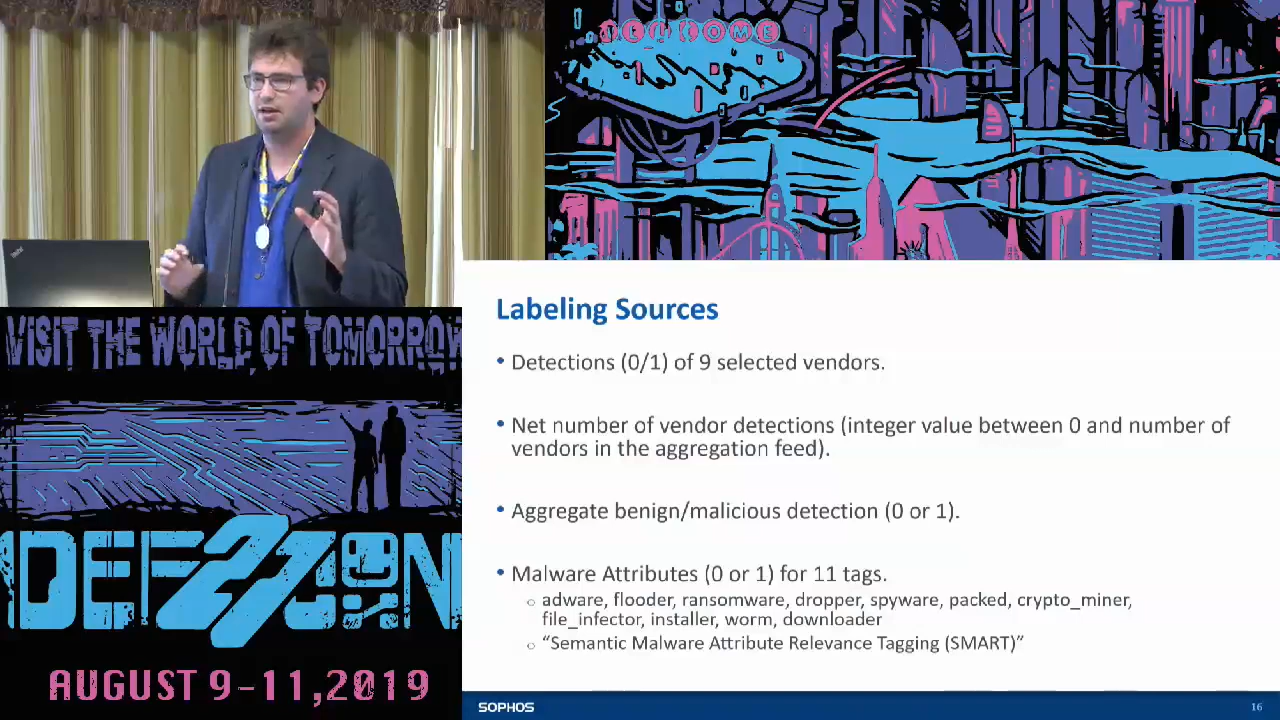 WELCOME
Labeling Sources
• Detections (0/1) of 9 selected vendors.
• Net number of vendor detections (integer value between 0 and number of
vendors in the aggregation feed).
• Aggregate benign/malicious detection (0 or 1).
• Malware Attributes (0 or 1) for 11 tags.
○ adware, flooder, ransomware, dropper, spyware, packed, crypto_miner,
file_infector, installer, worm, downloader
○ “Semantic Malware Attribute Relevance Tagging (SMART)”
SOPHOS
16
VISIT THE WORLD OF TOMORROW
DEF27CON
AUGUST 9-11,2019